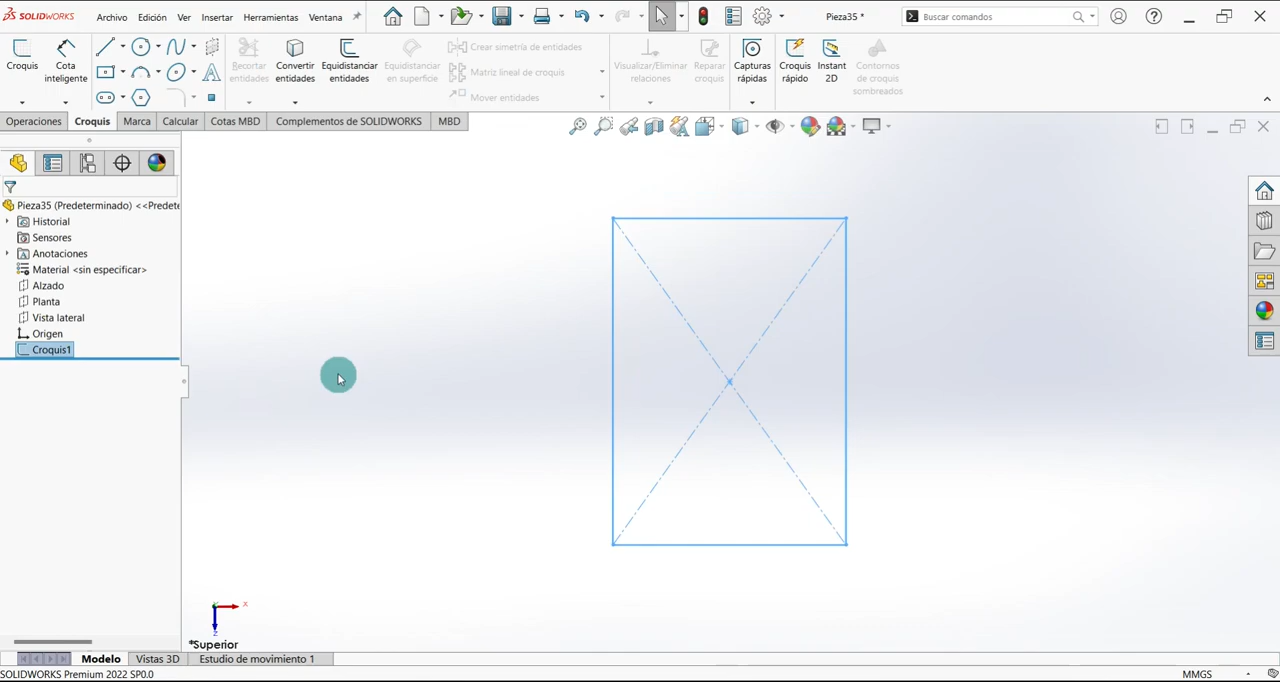 SOLIDWORKS
Archivo Edición Ver Insertar Herramientas Ventana
Pieza35 *
Buscar comandos
Croquis
Cota inteligente
Recortar entidades
Convertir entidades
Equidistanciar entidades
Equidistanciar en superficie
Crear simetría de entidades
Matriz lineal de croquis
Mover entidades
Visualizar/Eliminar relaciones
Reparar croquis
Capturas rápidas
Croquis rápido
Instant 2D
Contornos de croquis sombreados
Operaciones Croquis Marca Calcular Cotas MBD Complementos de SOLIDWORKS MBD
Pieza35 (Predeterminado) <<Prede
Historial
Sensores
Anotaciones
Material <sin especificar>
Alzado
Planta
Vista lateral
Origen
Croquis1
X
Z
*Superior
Modelo Vistas 3D Estudio de movimiento 1
SOLIDWORKS Premium 2022 SP0.0
MMGS